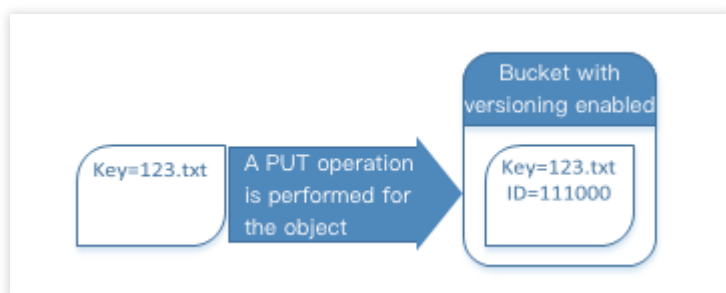 Bucket with
versioning enabled
Key=123.txt
A PUT operation
is performed for
the object
Key=123.txt
ID=111000